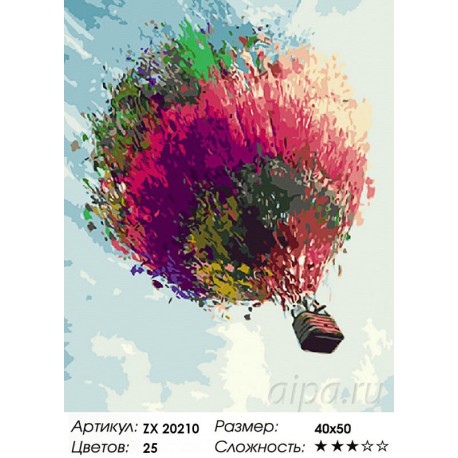 aipa.ru
Артикул: ZX 20210 Размер: 40x50
Цветов: 25 Сложность: ★★★☆☆